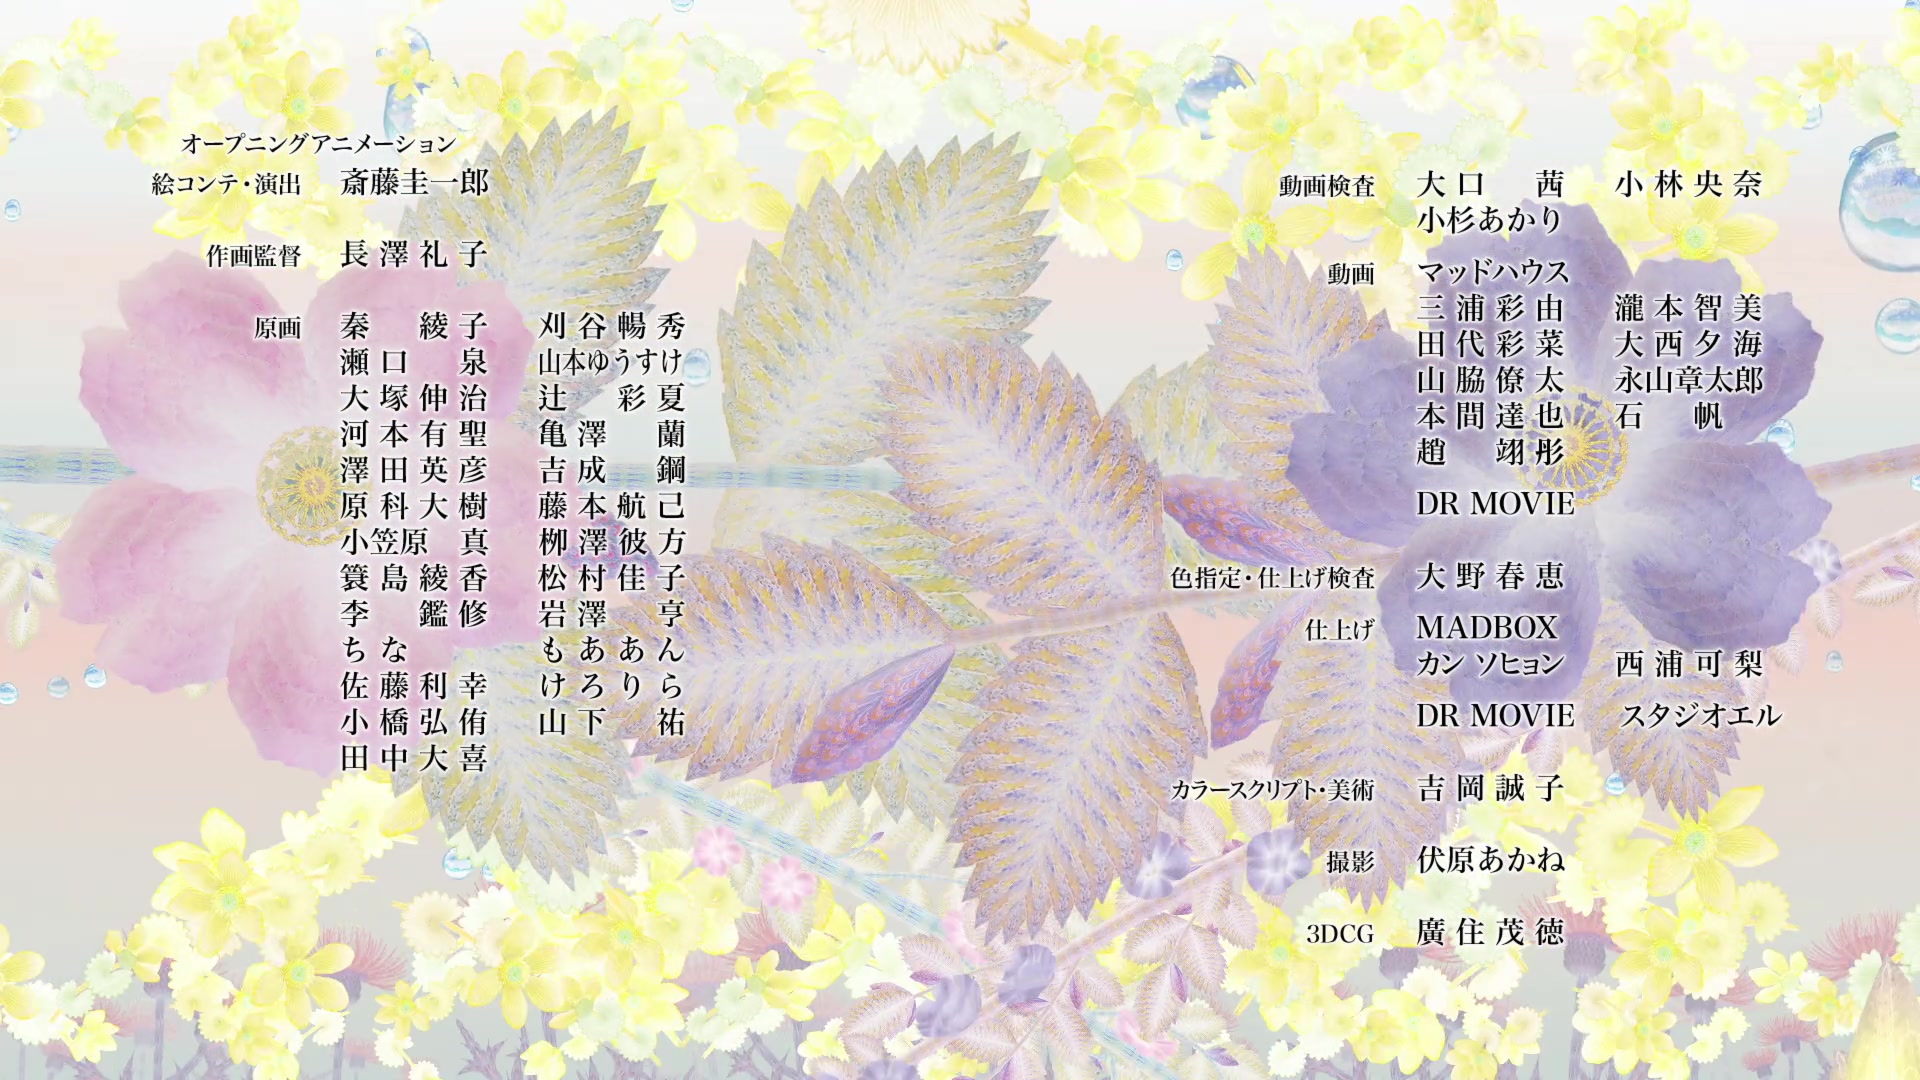 オープニングアニメーション
絵コンテ・演出 斎藤圭一郎
作画監督 長澤礼子
原画 秦 綾子 刈谷暢秀
瀬口 泉 山本ゆうすけ
大塚伸治 辻 彩夏
河本有聖 亀澤 蘭
澤田英彦 吉成 鋼
原科大樹 藤本航己
小笠原 真 栁澤彼方
簑島綾香 松村佳子
李 鑑修 岩澤 亨
ちな もああん
佐藤利幸 けろりら
小橋弘侑 山下 祐
田中大喜
動画検査 大口 茜 小林央奈
小杉あかり
動画 マッドハウス
三浦彩由 瀧本智美
田代彩菜 大西夕海
山脇僚太 永山章太郎
本間達也 石 帆
趙 翊彤
DR MOVIE
色指定・仕上げ検査 大野春恵
仕上げ MADBOX
カン ソヒョン 西浦可梨
DR MOVIE スタジオエル
カラースクリプト・美術 吉岡誠子
撮影 伏原あかね
3DCG 廣住茂徳